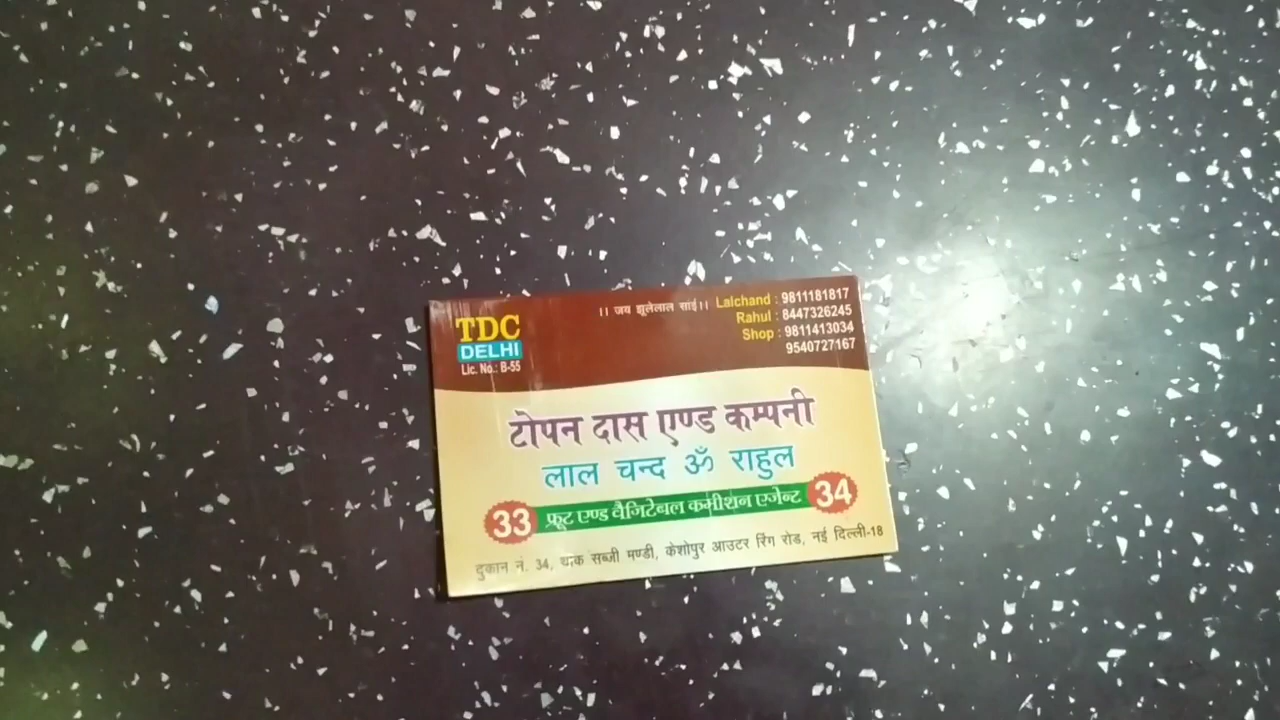 TDC
DELHI
Lic. No.: B-55
।। जय झुलेलाल साईं।।
Lalchand : 9811181817
Rahul : 8447326245
Shop : 9811413034
9540727167
टोपन दास एण्ड कम्पनी
लाल चन्द ॐ राहुल
33 फ्रूट एण्ड वैजिटेबल कमीशन एजेन्ट 34
दुकान नं. 34, थोक सब्जी मण्डी, केशोपुर आउटर रिंग रोड, नई दिल्ली-18